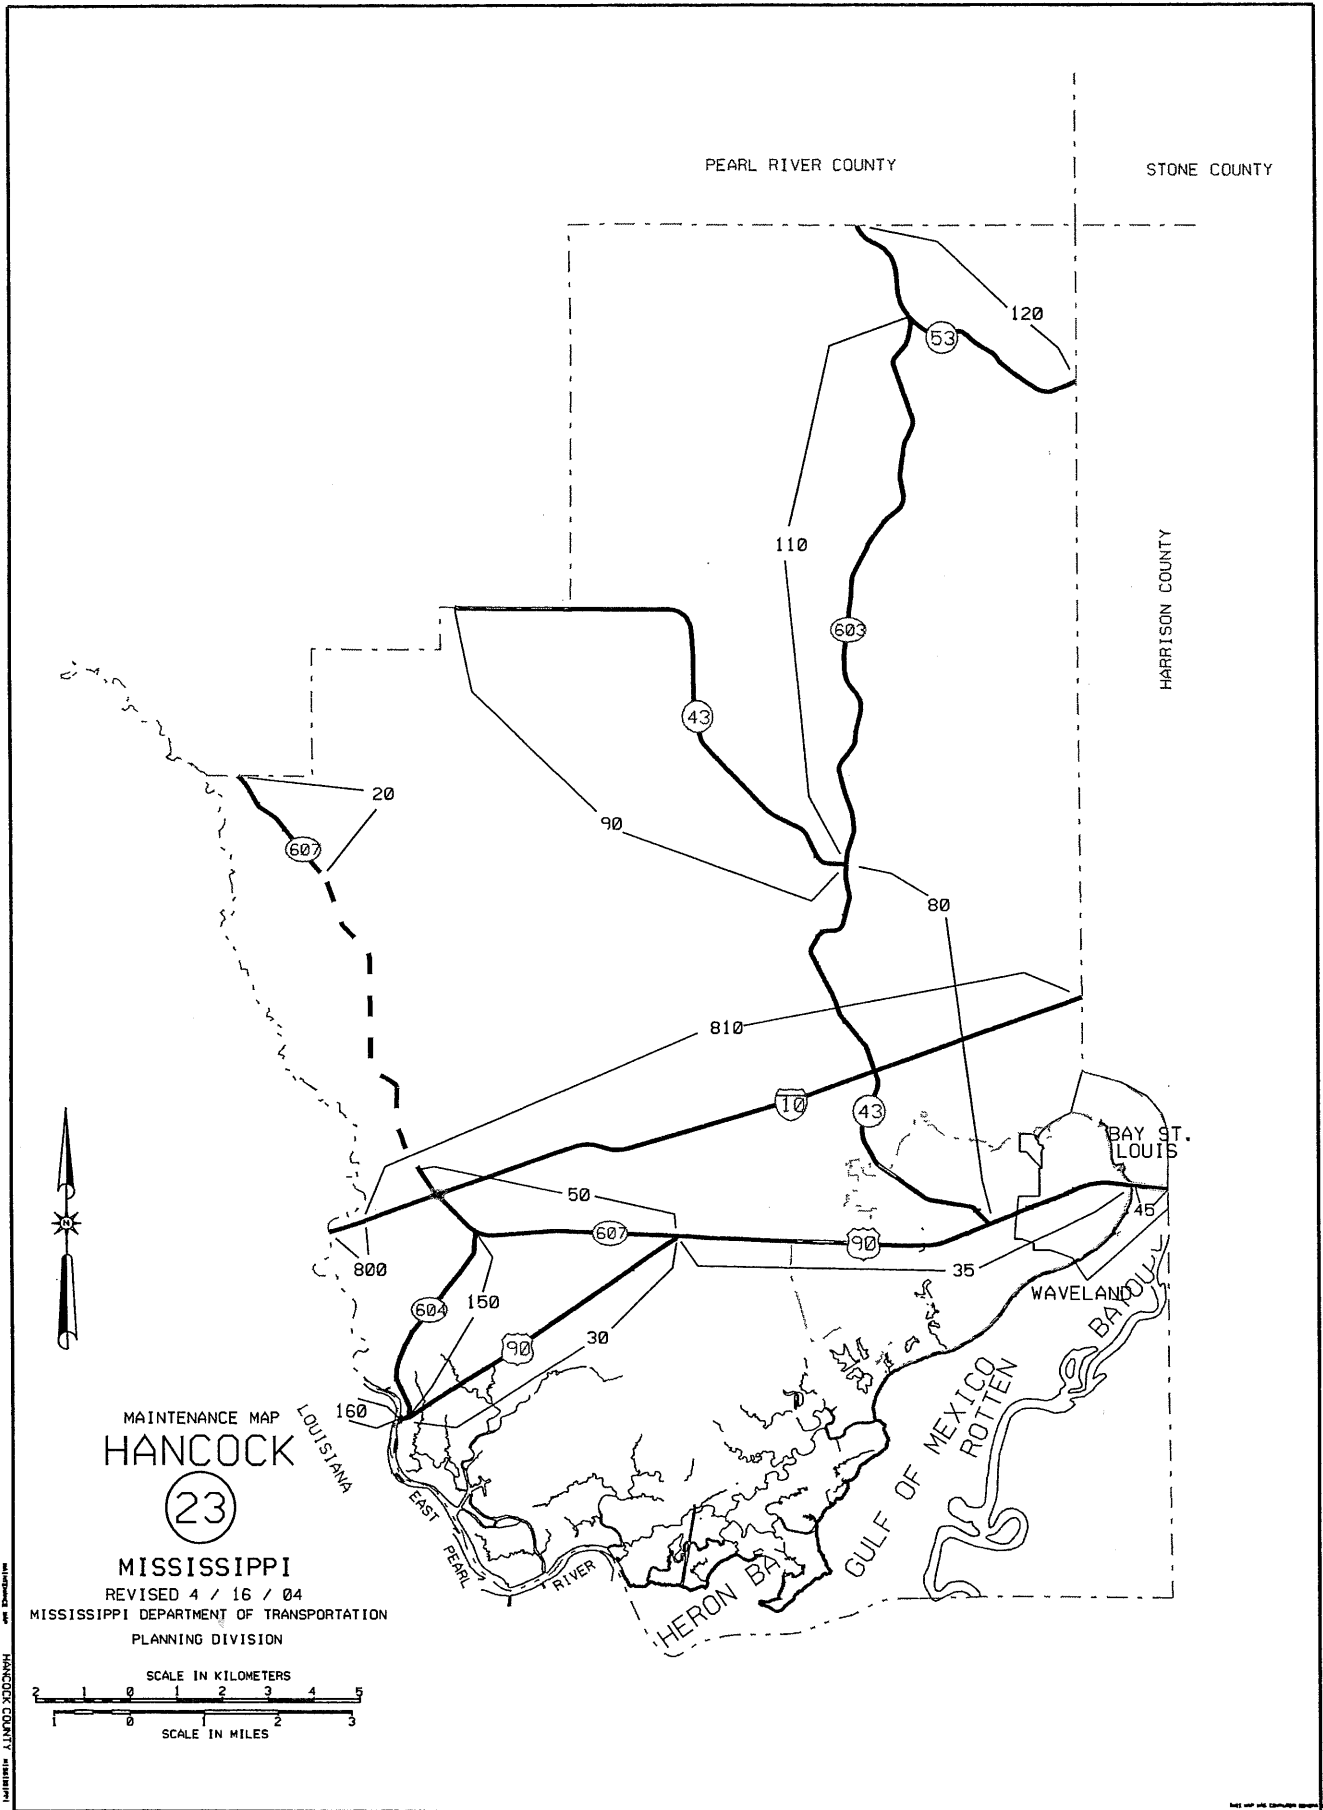 PEARL RIVER COUNTY
STONE COUNTY
120
53
110
HARRISON COUNTY
603
43
20
90
607
80
810
10
43
BAY ST.
LOUIS
50
45
607
90
800
35
150
WAVELAND
604
30
90
BAYOU
160
LOUISIANA
GULF OF MEXICO
ROTTEN
EAST
PEARL
RIVER
HERON BAY
MAINTENANCE MAP
HANCOCK
23
MISSISSIPPI
REVISED 4 / 16 / 04
MISSISSIPPI DEPARTMENT OF TRANSPORTATION
PLANNING DIVISION
SCALE IN KILOMETERS
2 1 0 1 2 3 4 5
1 0 1 2 3
SCALE IN MILES
N
MAINTENANCE MAP HANCOCK COUNTY MISSISSIPPI